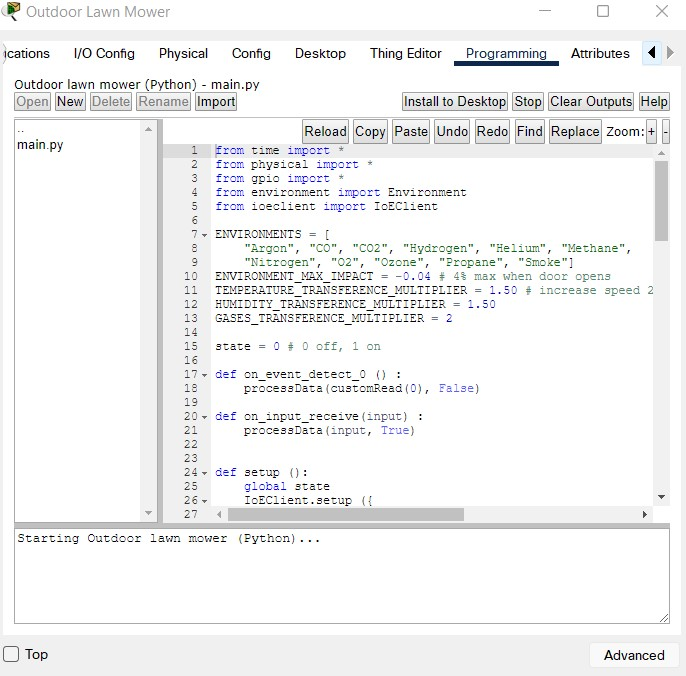 Outdoor Lawn Mower
I/O Config Physical Config Desktop Thing Editor Programming Attributes
Outdoor lawn mower (Python) - main.py
Open New Delete Rename Import Install to Desktop Stop Clear Outputs Help
Reload Copy Paste Undo Redo Find Replace Zoom: + -
..
main.py
1 from time import *
2 from physical import *
3 from gpio import *
4 from environment import Environment
5 from ioeclient import IoEClient
6
7 ENVIRONMENTS = [
8 "Argon", "CO", "CO2", "Hydrogen", "Helium", "Methane",
9 "Nitrogen", "O2", "Ozone", "Propane", "Smoke"]
10 ENVIRONMENT_MAX_IMPACT = -0.04 # 4% max when door opens
11 TEMPERATURE_TRANSFERENCE_MULTIPLIER = 1.50 # increase speed 2
12 HUMIDITY_TRANSFERENCE_MULTIPLIER = 1.50
13 GASES_TRANSFERENCE_MULTIPLIER = 2
14
15 state = 0 # 0 off, 1 on
16
17 def on_event_detect_0 () :
18 processData(customRead(0), False)
19
20 def on_input_receive(input) :
21 processData(input, True)
22
23
24 def setup ():
25 global state
26 IoEClient.setup ({
27
Starting Outdoor lawn mower (Python)...
Top Advanced